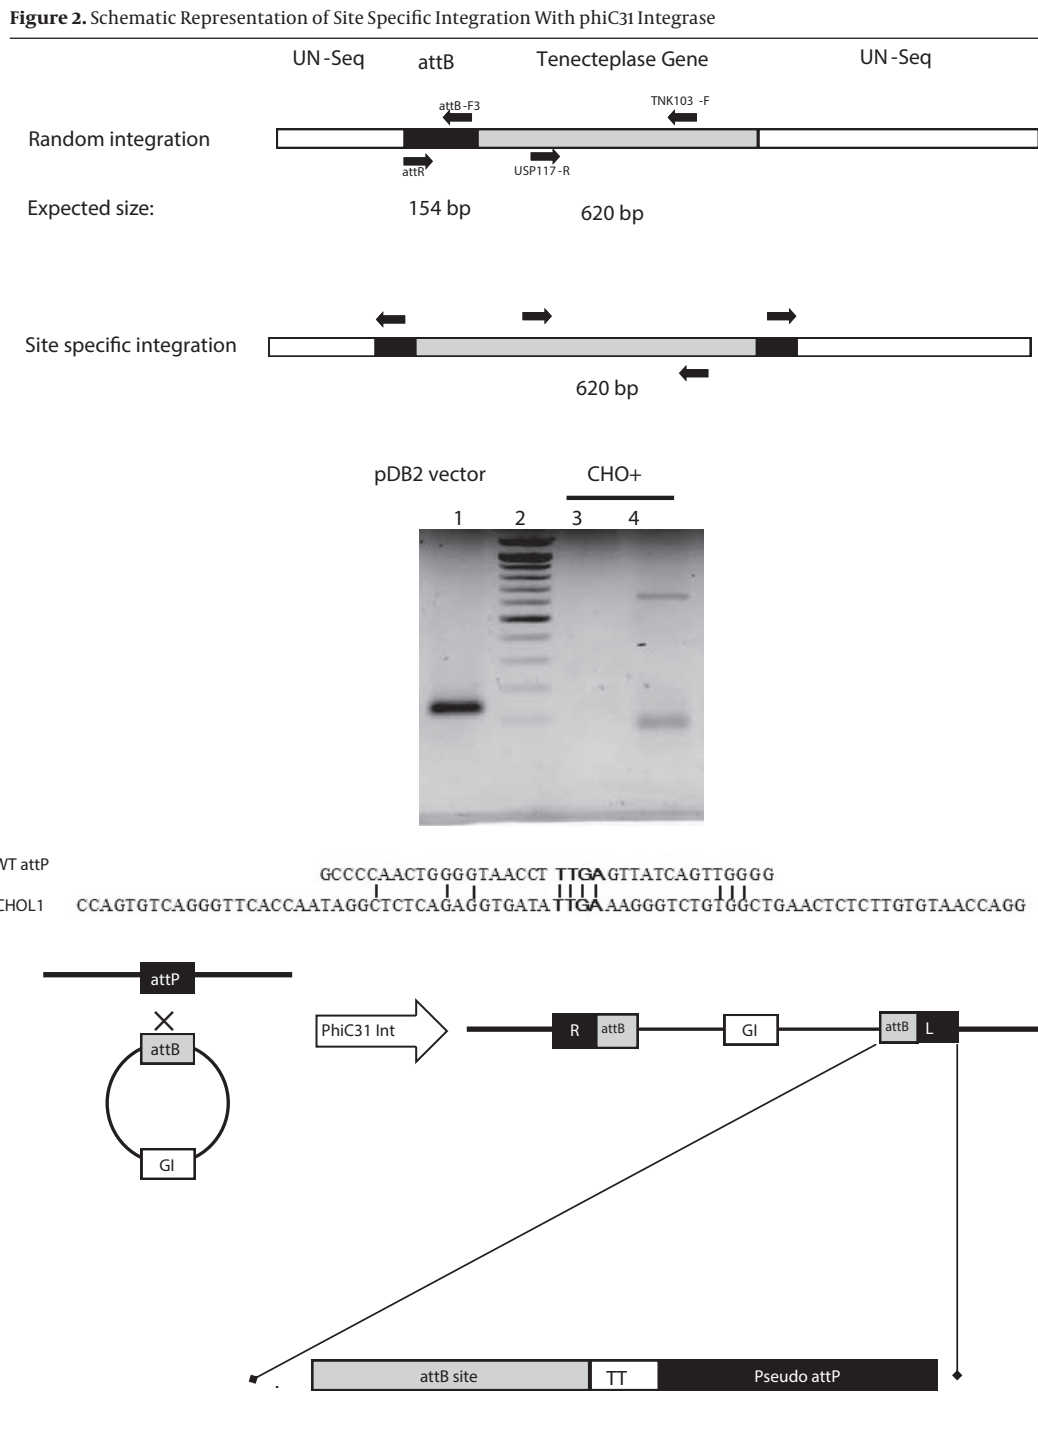 Figure 2. Schematic Representation of Site Specific Integration With phiC31 Integrase
UN-Seq attB Tenecteplase Gene UN-Seq
attB-F3 TNK103 -F
Random integration
attR USP117-R
Expected size: 154 bp 620 bp
Site specific integration
620 bp
pDB2 vector CHO+
1 2 3 4
WT attP
GCCCCAACTGGGGTAACCT TTGAGTTATCAGTTGGGG
CHOL1 CCAGTGTCAGGGTTCACCAATAGGCTCTCAGAGGTGATATTGAAAGGGTCTGTGGCTGAACTCTCTTGTGTAACCAGG
attP
attB
GI
PhiC31 Int
R attB GI attB L
attB site TT Pseudo attP